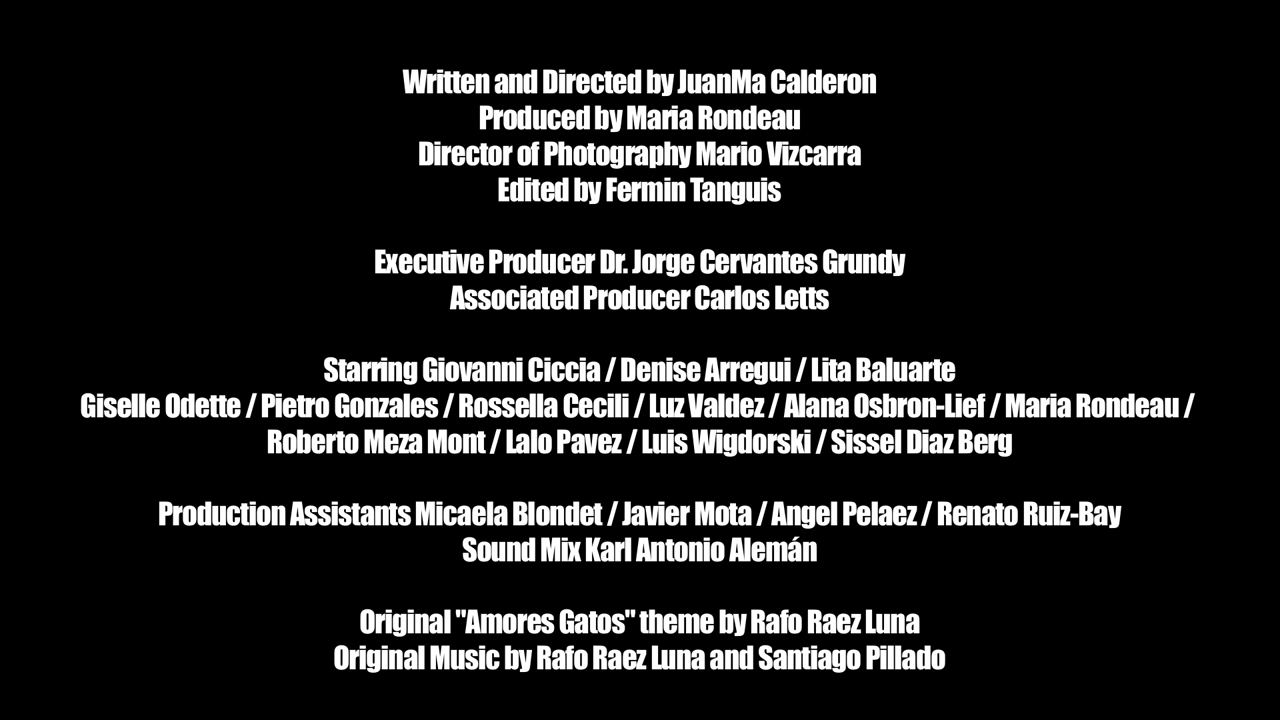 Written and Directed by JuanMa Calderon
Produced by Maria Rondeau
Director of Photography Mario Vizcarra
Edited by Fermin Tanguis
Executive Producer Dr. Jorge Cervantes Grundy
Associated Producer Carlos Letts
Starring Giovanni Ciccia / Denise Arregui / Lita Baluarte
Giselle Odette / Pietro Gonzales / Rossella Cecili / Luz Valdez / Alana Osbron-Lief / Maria Rondeau /
Roberto Meza Mont / Lalo Pavez / Luis Wigdorski / Sissel Diaz Berg
Production Assistants Micaela Blondet / Javier Mota / Angel Pelaez / Renato Ruiz-Bay
Sound Mix Karl Antonio Alemán
Original "Amores Gatos" theme by Rafo Raez Luna
Original Music by Rafo Raez Luna and Santiago Pillado